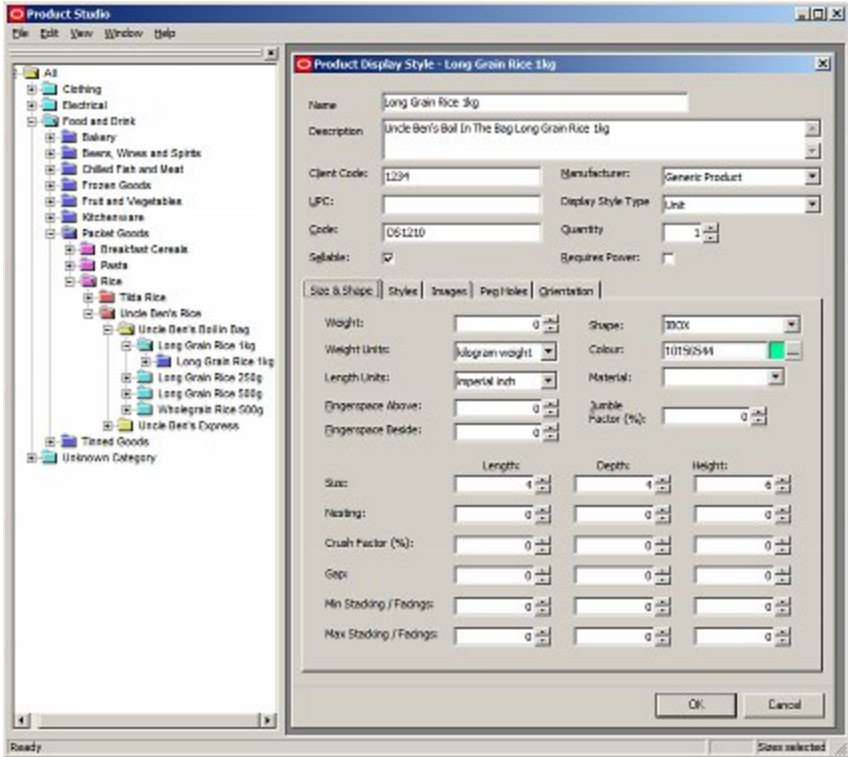 Product Studio
File Edit View Window Help
All
Clothing
Electrical
Food and Drink
Bakery
Beers, Wines and Spirits
Chilled Fish and Meat
Frozen Goods
Fruit and Vegetables
Kitchenware
Packet Goods
Breakfast Cereals
Pasta
Rice
Tilda Rice
Uncle Ben's Rice
Uncle Ben's Boil in Bag
Long Grain Rice 1kg
Long Grain Rice 1kg
Long Grain Rice 250g
Long Grain Rice 500g
Wholegrain Rice 500g
Uncle Ben's Express
Tinned Goods
Unknown Category
Product Display Style - Long Grain Rice 1kg
Name Long Grain Rice 1kg
Description Uncle Ben's Boil In The Bag Long Grain Rice 1kg
Client Code: 1234 Manufacturer: Generic Product
UPC: Display Style Type Unit
Code: DS1210 Quantity 1
Sellable: Requires Power:
Size & Shape Styles Images Peg Holes Orientation
Weight: 0 Shape: IBOX
Weight Units: kilogram weight Colour: 10156544 ...
Length Units: imperial inch Material:
Fingerspace Above: 0 Jumble Factor (%): 0
Fingerspace Beside: 0
Length: Depth: Height:
Size: 4 4 6
Nesting: 0 0 0
Crush Factor (%): 0 0 0
Gap: 0 0 0
Min Stacking / Facings: 0 0 0
Max Stacking / Facings: 0 0 0
OK Cancel
Ready Sizes selected